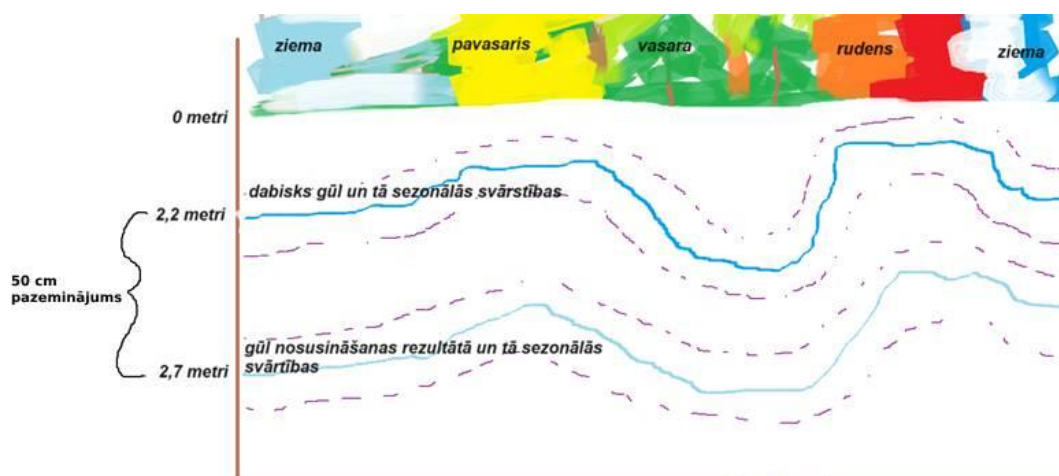 ziema
pavasaris
vasara
rudens
ziema
0 metri
dabisks gūl un tā sezonālās svārstības
2,2 metri
50 cm
pazeminājums
gūl nosusināšanas rezultātā un tā sezonālās
svārtības
2,7 metri